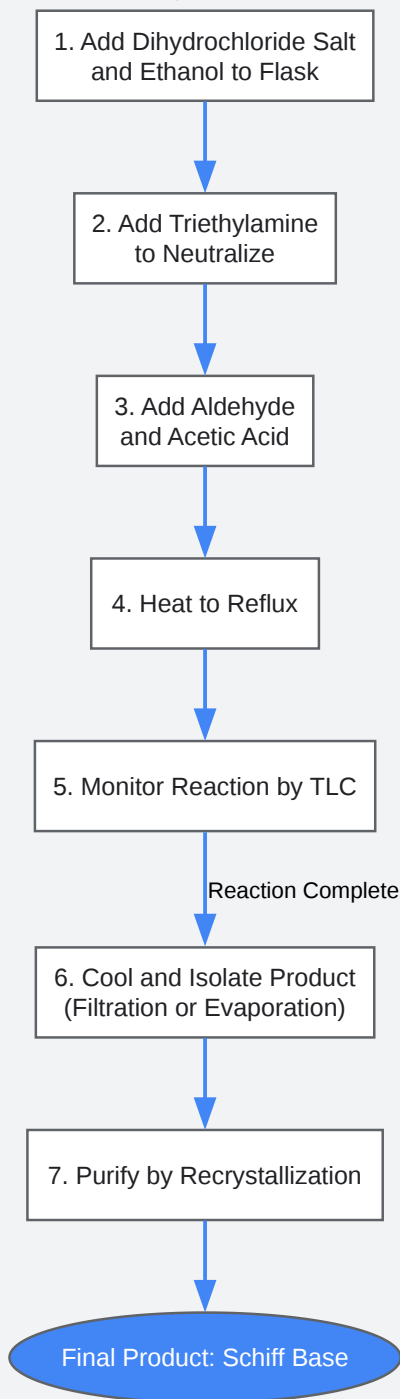 1. Add Dihydrochloride Salt
and Ethanol to Flask
2. Add Triethylamine
to Neutralize
3. Add Aldehyde
and Acetic Acid
4. Heat to Reflux
5. Monitor Reaction by TLC
Reaction Complete
6. Cool and Isolate Product
(Filtration or Evaporation)
7. Purify by Recrystallization
Final Product: Schiff Base